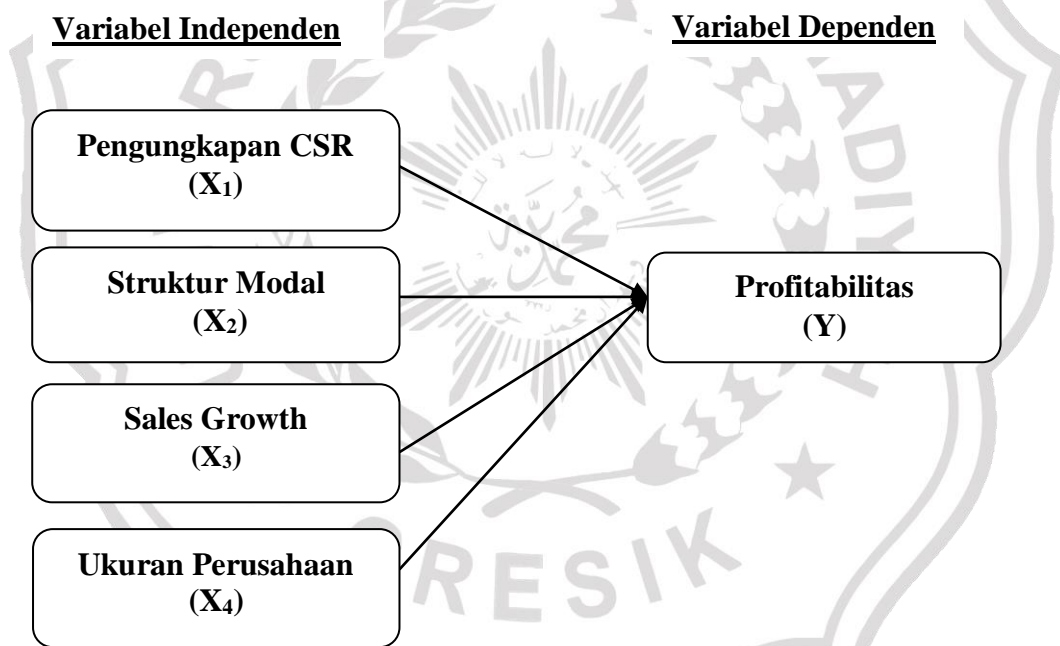 Variabel Independen
Variabel Dependen
Pengungkapan CSR
(X₁)
Struktur Modal
(X₂)
Profitabilitas
(Y)
Sales Growth
(X₃)
Ukuran Perusahaan
(X₄)
RESIK